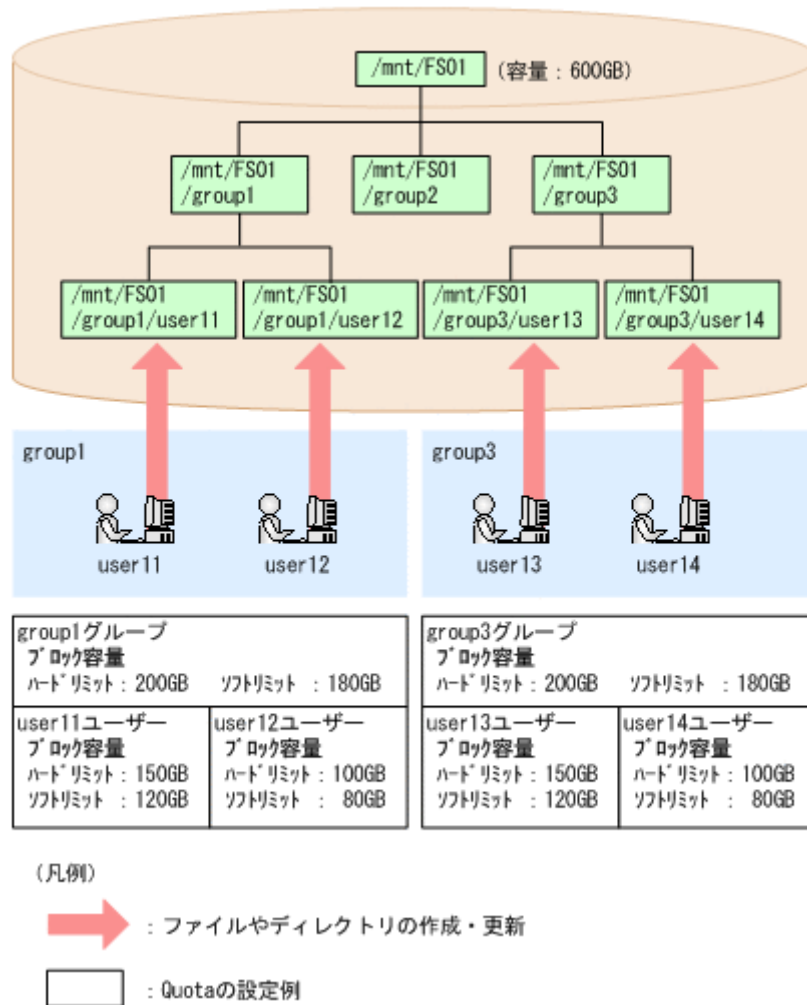 /mnt/FS01 (容量：600GB)
/mnt/FS01
/group1
/mnt/FS01
/group2
/mnt/FS01
/group3
/mnt/FS01
/group1/user11
/mnt/FS01
/group1/user12
/mnt/FS01
/group3/user13
/mnt/FS01
/group3/user14
group1
user11
user12
group3
user13
user14
group1グループ
ﾌﾞﾛｯｸ容量
ﾊｰﾄﾞﾘﾐｯﾄ：200GB ｿﾌﾄﾘﾐｯﾄ：180GB
user11ユーザー
ﾌﾞﾛｯｸ容量
ﾊｰﾄﾞﾘﾐｯﾄ：150GB
ｿﾌﾄﾘﾐｯﾄ：120GB
user12ユーザー
ﾌﾞﾛｯｸ容量
ﾊｰﾄﾞﾘﾐｯﾄ：100GB
ｿﾌﾄﾘﾐｯﾄ：80GB
group3グループ
ﾌﾞﾛｯｸ容量
ﾊｰﾄﾞﾘﾐｯﾄ：200GB ｿﾌﾄﾘﾐｯﾄ：180GB
user13ユーザー
ﾌﾞﾛｯｸ容量
ﾊｰﾄﾞﾘﾐｯﾄ：150GB
ｿﾌﾄﾘﾐｯﾄ：120GB
user14ユーザー
ﾌﾞﾛｯｸ容量
ﾊｰﾄﾞﾘﾐｯﾄ：100GB
ｿﾌﾄﾘﾐｯﾄ：80GB
（凡例）
：ファイルやディレクトリの作成・更新
：Quotaの設定例